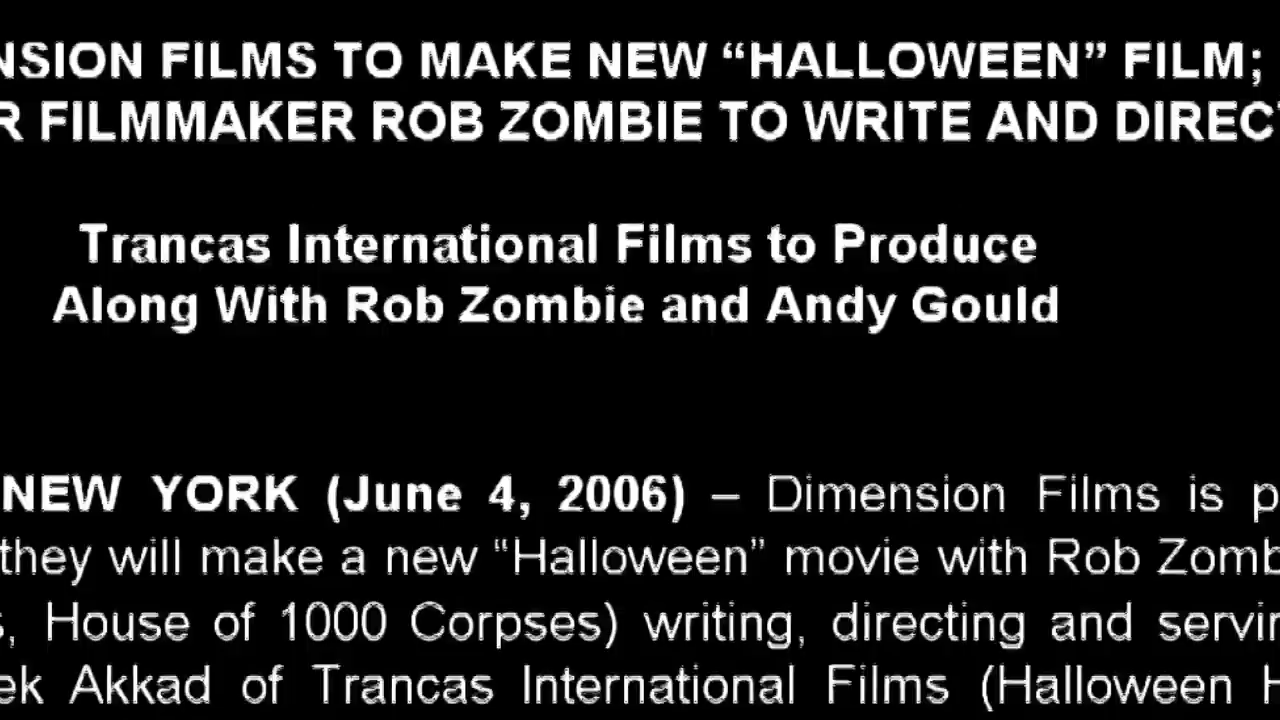 NSION FILMS TO MAKE NEW “HALLOWEEN” FILM;
R FILMMAKER ROB ZOMBIE TO WRITE AND DIREC
Trancas International Films to Produce
Along With Rob Zombie and Andy Gould
NEW YORK (June 4, 2006) – Dimension Films is p
they will make a new “Halloween” movie with Rob Zomb
s, House of 1000 Corpses) writing, directing and servin
ek Akkad of Trancas International Films (Halloween H